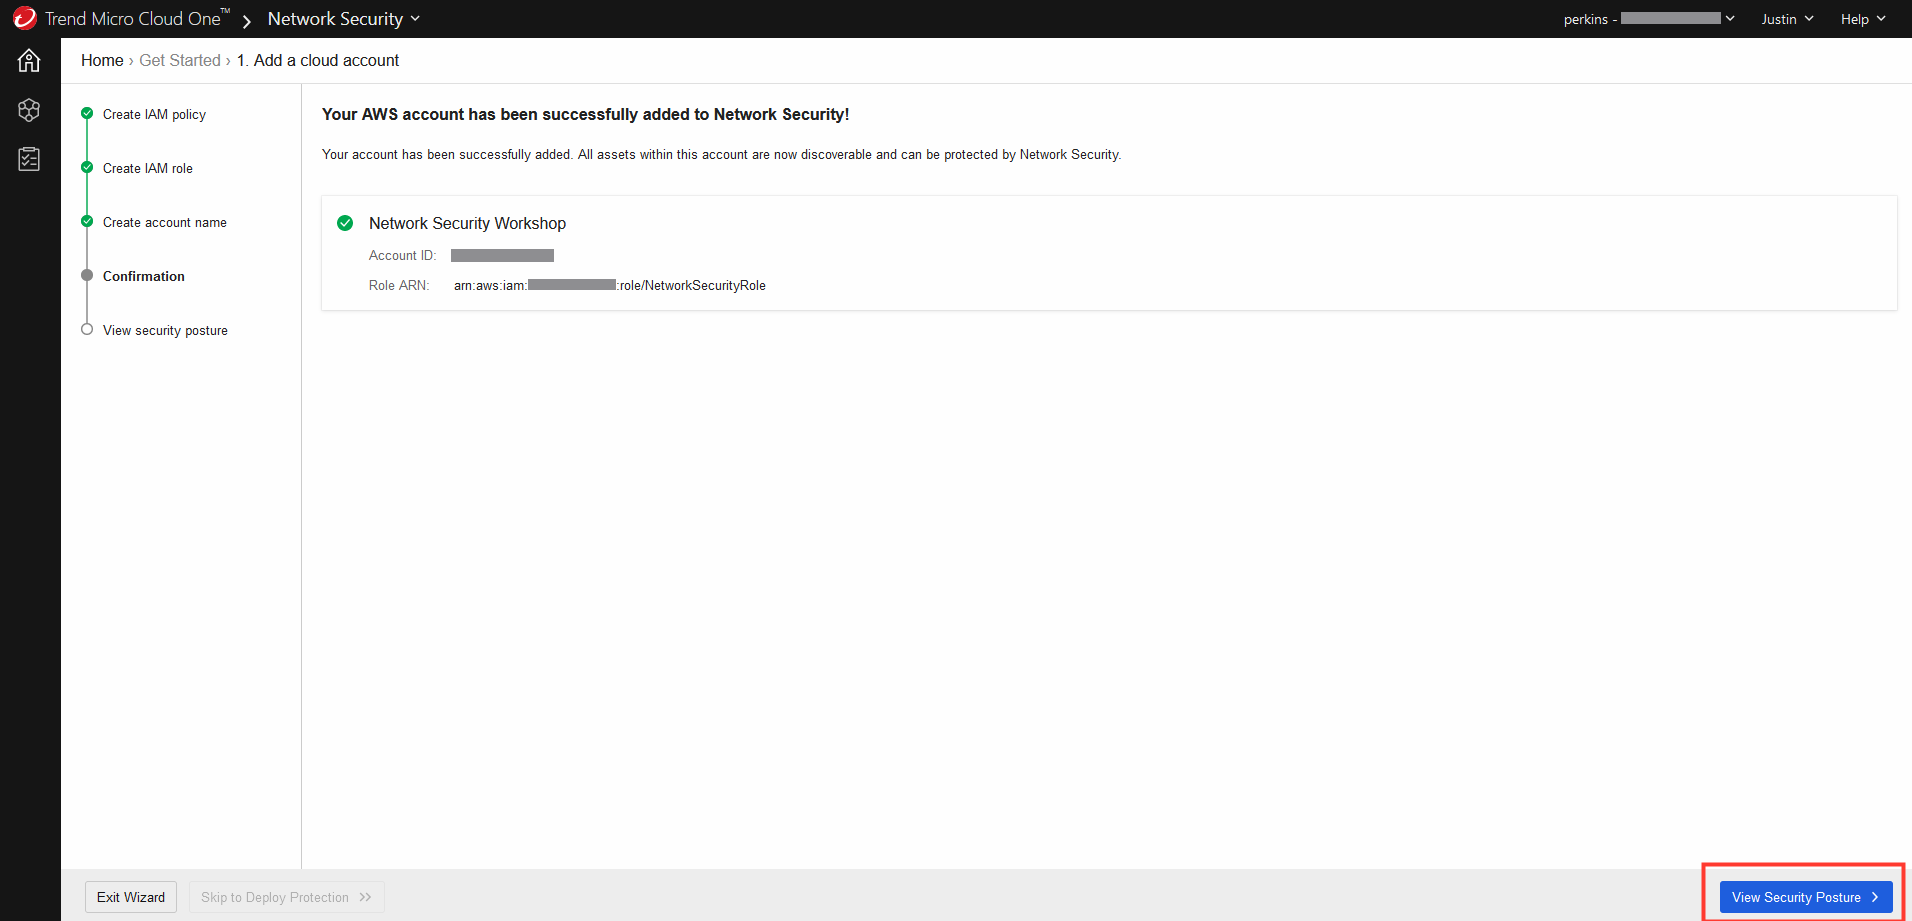 Trend Micro Cloud One™ Network Security perkins - Justin Help
Home › Get Started › 1. Add a cloud account
Create IAM policy
Create IAM role
Create account name
Confirmation
View security posture
Your AWS account has been successfully added to Network Security!
Your account has been successfully added. All assets within this account are now discoverable and can be protected by Network Security.
Network Security Workshop
Account ID:
Role ARN: arn:aws:iam: :role/NetworkSecurityRole
Exit Wizard Skip to Deploy Protection View Security Posture